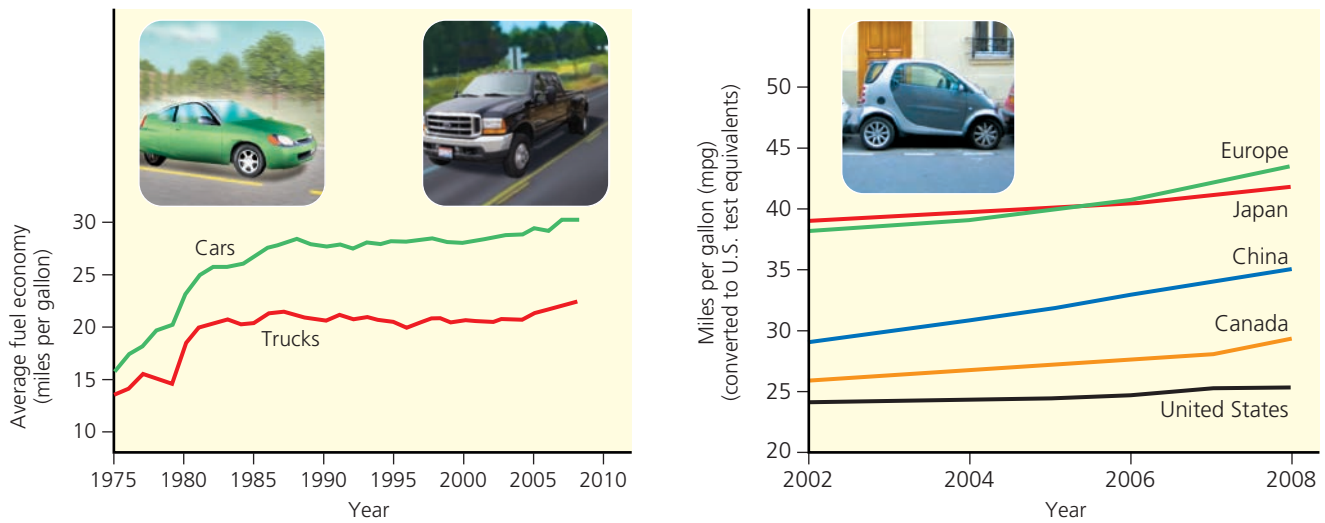 Average fuel economy
(miles per gallon)
30
25
20
15
10
Cars
Trucks
1975 1980 1985 1990 1995 2000 2005 2010
Year
Miles per gallon (mpg)
(converted to U.S. test equivalents)
50
45
40
35
30
25
20
Europe
Japan
China
Canada
United States
2002 2004 2006 2008
Year